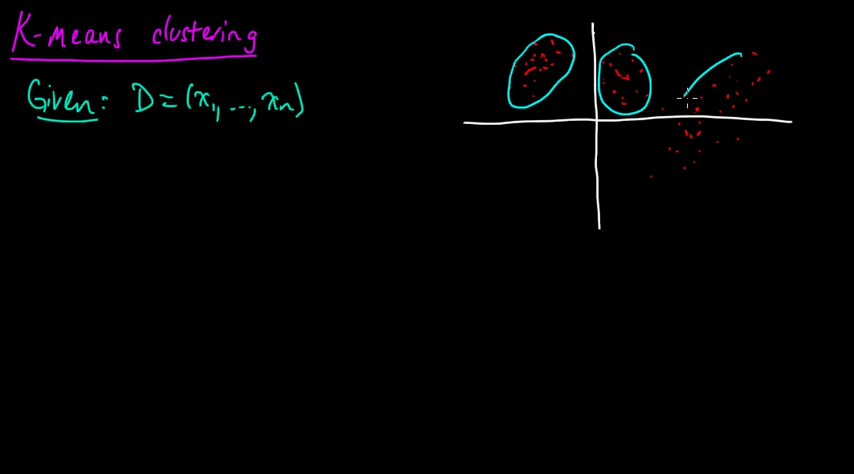 K-means clustering
Given: D = (x₁, ..., xₙ)